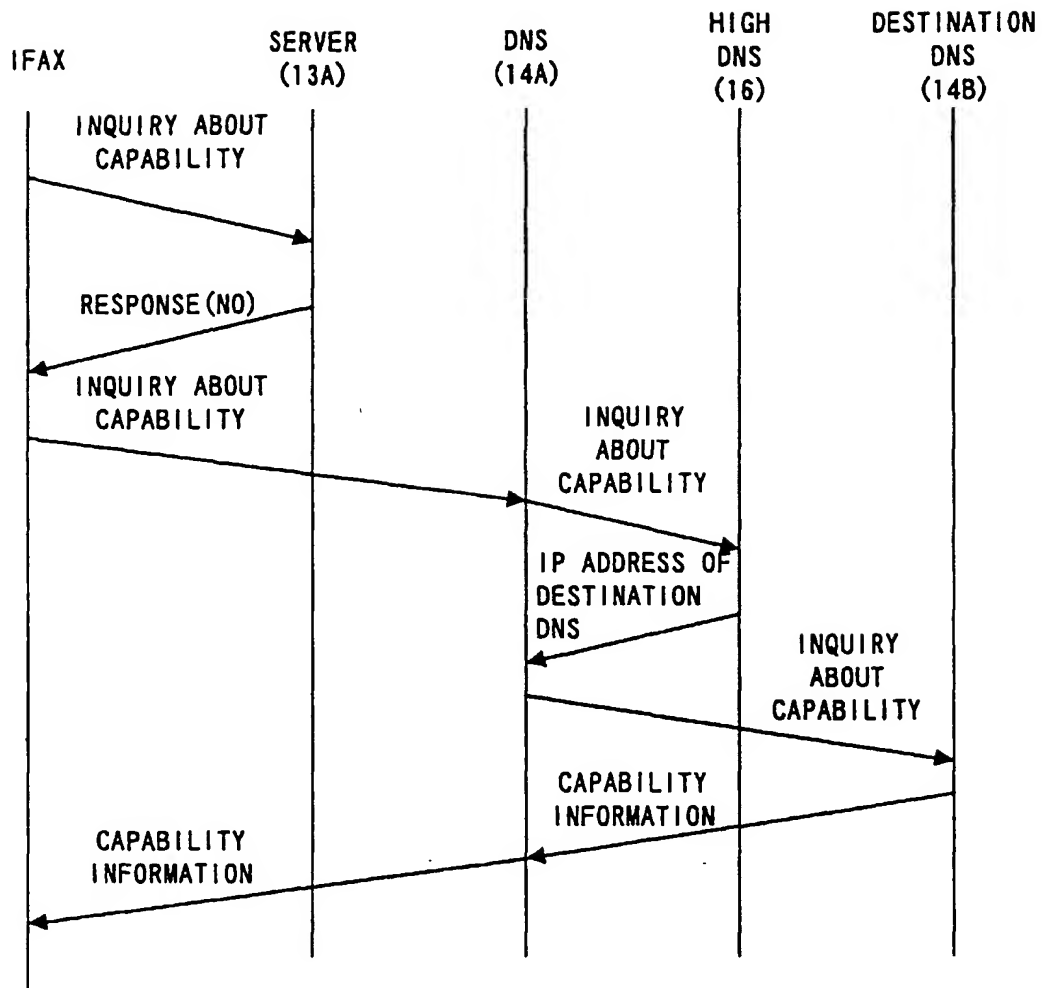 IFAX
SERVER
(13A)
DNS
(14A)
HIGH
DNS
(16)
DESTINATION
DNS
(14B)
INQUIRY ABOUT
CAPABILITY
RESPONSE(NO)
INQUIRY ABOUT
CAPABILITY
INQUIRY
ABOUT
CAPABILITY
IP ADDRESS OF
DESTINATION
DNS
INQUIRY
ABOUT
CAPABILITY
CAPABILITY
INFORMATION
CAPABILITY
INFORMATION